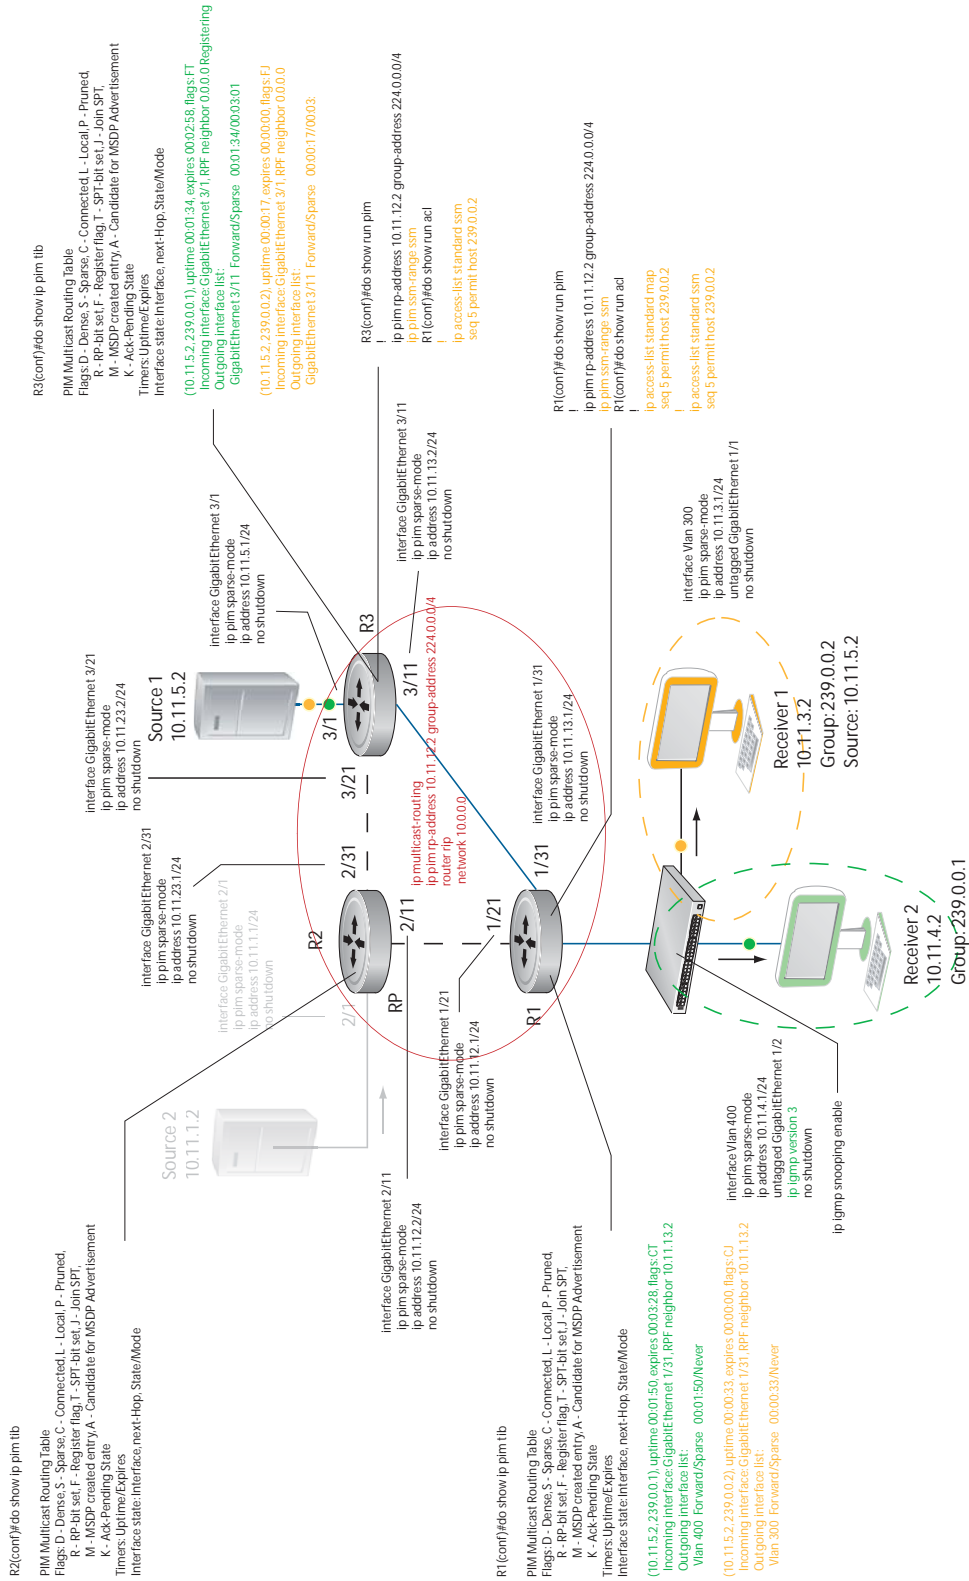 R2(conf)#do show ip pim tib
PIM Multicast Routing Table
Flags: D - Dense, S - Sparse, C - Connected, L - Local, P - Pruned,
R - RP-bit set, F - Register flag, T - SPT-bit set, J - Join SPT,
M - MSDP created entry, A - Candidate for MSDP Advertisement
K - Ack-Pending State
Timers: Uptime/Expires
Interface state: Interface, next-Hop, State/Mode
Source 2
10.11.1.2
interface GigabitEthernet 2/1
ip pim sparse-mode
ip address 10.11.1.1/24
no shutdown
2/1
interface GigabitEthernet 2/31
ip pim sparse-mode
ip address 10.11.23.1/24
no shutdown
interface GigabitEthernet 3/21
ip pim sparse-mode
ip address 10.11.23.2/24
no shutdown
Source 1
10.11.5.2
interface GigabitEthernet 3/1
ip pim sparse-mode
ip address 10.11.5.1/24
no shutdown
R3(conf)#do show ip pim tib
PIM Multicast Routing Table
Flags: D - Dense, S - Sparse, C - Connected, L - Local, P - Pruned,
R - RP-bit set, F - Register flag, T - SPT-bit set, J - Join SPT,
M - MSDP created entry, A - Candidate for MSDP Advertisement
K - Ack-Pending State
Timers: Uptime/Expires
Interface state: Interface, next-Hop, State/Mode
(10.11.5.2, 239.0.0.1), uptime 00:01:34, expires 00:02:58, flags: FT
Incoming interface: GigabitEthernet 3/1, RPF neighbor 0.0.0.0 Registering
Outgoing interface list:
GigabitEthernet 3/11 Forward/Sparse 00:01:34/00:03:01
(10.11.5.2, 239.0.0.2), uptime 00:00:17, expires 00:00:00, flags: FJ
Incoming interface: GigabitEthernet 3/1, RPF neighbor 0.0.0.0
Outgoing interface list:
GigabitEthernet 3/11 Forward/Sparse 00:00:17/00:03:
R2
2/31
3/21
3/1
R3
RP
2/11
3/11
ip multicast-routing
ip pim rp-address 10.11.12.2 group-address 224.0.0.0/4
router rip
network 10.0.0.0
interface GigabitEthernet 3/11
ip pim sparse-mode
ip address 10.11.13.2/24
no shutdown
R3(conf)#do show run pim
!
ip pim rp-address 10.11.12.2 group-address 224.0.0.0/4
ip pim ssm-range ssm
R1(conf)#do show run acl
!
ip access-list standard ssm
seq 5 permit host 239.0.0.2
interface GigabitEthernet 2/11
ip pim sparse-mode
ip address 10.11.12.2/24
no shutdown
interface GigabitEthernet 1/21
ip pim sparse-mode
ip address 10.11.12.1/24
no shutdown
1/21
R1
1/31
interface GigabitEthernet 1/31
ip pim sparse-mode
ip address 10.11.13.1/24
no shutdown
R1(conf)#do show run pim
!
ip pim rp-address 10.11.12.2 group-address 224.0.0.0/4
ip pim ssm-range ssm
R1(conf)#do show run acl
!
ip access-list standard map
seq 5 permit host 239.0.0.2
!
ip access-list standard ssm
seq 5 permit host 239.0.0.2
R1(conf)#do show ip pim tib
PIM Multicast Routing Table
Flags: D - Dense, S - Sparse, C - Connected, L - Local, P - Pruned,
R - RP-bit set, F - Register flag, T - SPT-bit set, J - Join SPT,
M - MSDP created entry, A - Candidate for MSDP Advertisement
K - Ack-Pending State
Timers: Uptime/Expires
Interface state: Interface, next-Hop, State/Mode
(10.11.5.2, 239.0.0.1), uptime 00:01:50, expires 00:03:28, flags: CT
Incoming interface: GigabitEthernet 1/31, RPF neighbor 10.11.13.2
Outgoing interface list:
Vlan 400 Forward/Sparse 00:01:50/Never
(10.11.5.2, 239.0.0.2), uptime 00:00:33, expires 00:00:00, flags: CJ
Incoming interface: GigabitEthernet 1/31, RPF neighbor 10.11.13.2
Outgoing interface list:
Vlan 300 Forward/Sparse 00:00:33/Never
interface Vlan 400
ip pim sparse-mode
ip address 10.11.4.1/24
untagged GigabitEthernet 1/2
ip igmp version 3
no shutdown
ip igmp snooping enable
interface Vlan 300
ip pim sparse-mode
ip address 10.11.3.1/24
untagged GigabitEthernet 1/1
no shutdown
Receiver 1
10.11.3.2
Group: 239.0.0.2
Source: 10.11.5.2
Receiver 2
10.11.4.2
Group: 239.0.0.1